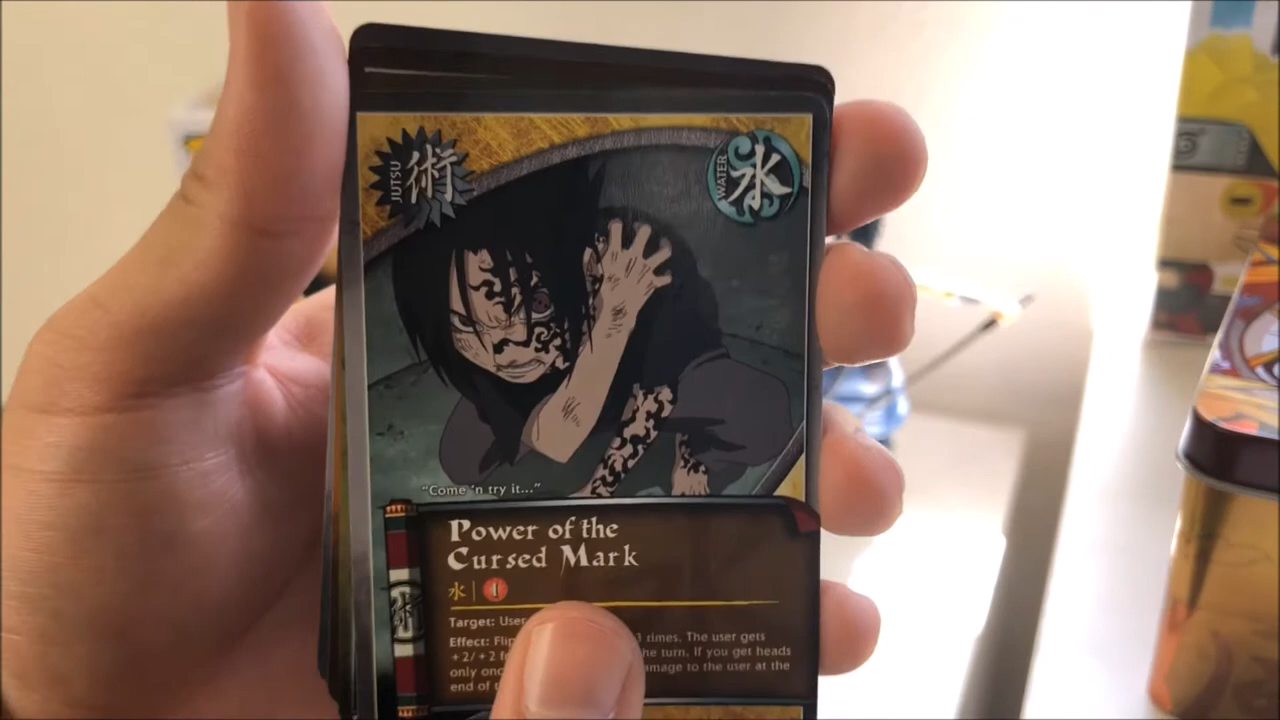 JUTSU
術
WATER
水
"Come 'n try it..."
Power of the
Cursed Mark
水 | 1
Target: User
Effect: Flip 3 times. The user gets
+2/+2 the turn. If you get heads
only damage to the user at the
end of
術